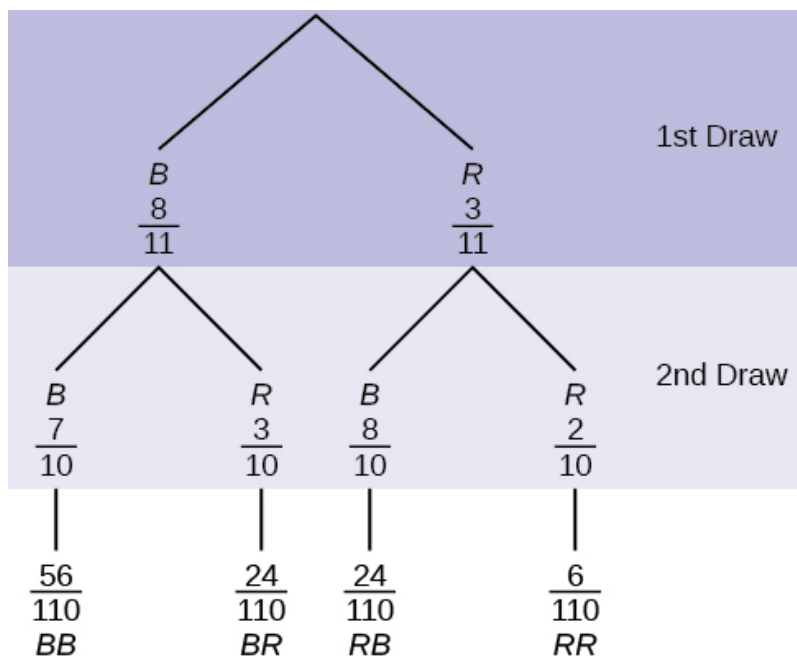 1st Draw
B R
8/11 3/11
2nd Draw
B R B R
7/10 3/10 8/10 2/10
56/110 24/110 24/110 6/110
BB BR RB RR